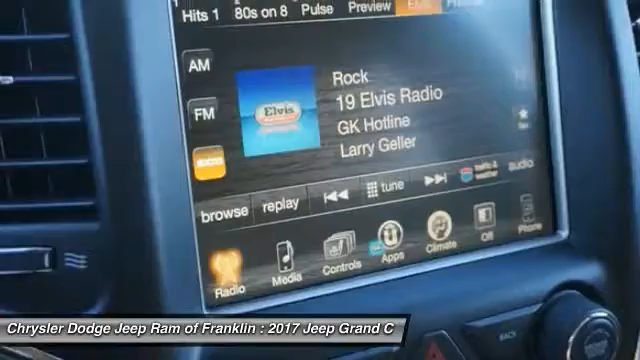 Hits 1 80s on 8 Pulse Preview
AM
Rock
19 Elvis Radio
Elvis
FM
GK Hotline
Larry Geller
traffic & weather
audio
browse replay tune
Radio Media Controls Apps Climate Off Phone
BACK
Chrysler Dodge Jeep Ram of Franklin : 2017 Jeep Grand C